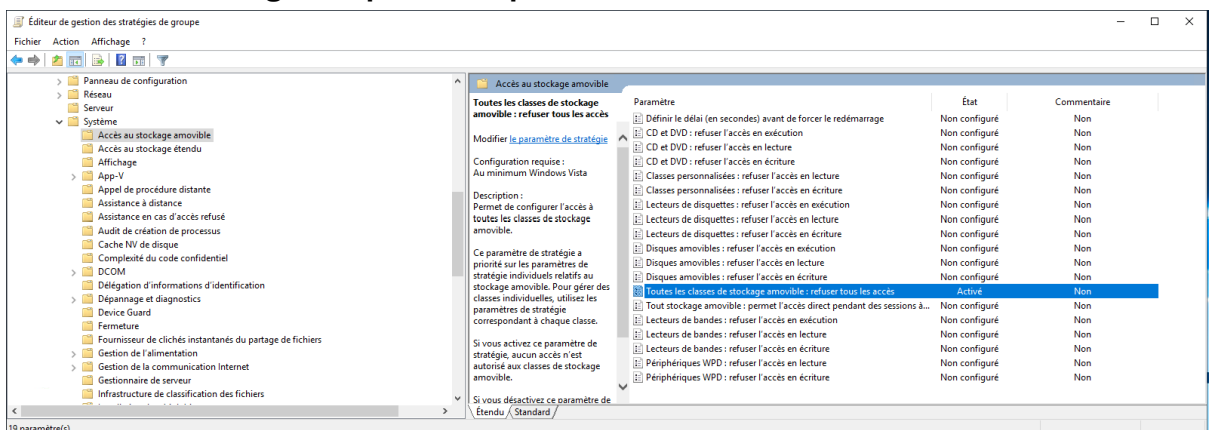 Éditeur de gestion des stratégies de groupe
Fichier Action Affichage ?
Panneau de configuration
Réseau
Serveur
Système
Accès au stockage amovible
Accès au stockage étendu
Affichage
App-V
Appel de procédure distante
Assistance à distance
Assistance en cas d'accès refusé
Audit de création de processus
Cache NV de disque
Complexité du code confidentiel
DCOM
Délégation d'informations d'identification
Dépannage et diagnostics
Device Guard
Fermeture
Fournisseur de clichés instantanés du partage de fichiers
Gestion de l'alimentation
Gestion de la communication Internet
Gestionnaire de serveur
Infrastructure de classification des fichiers
Accès au stockage amovible
Toutes les classes de stockage
amovible : refuser tous les accès
Modifier le paramètre de stratégie
Configuration requise :
Au minimum Windows Vista
Description :
Permet de configurer l'accès à
toutes les classes de stockage
amovible.
Ce paramètre de stratégie a
priorité sur les paramètres de
stratégie individuels relatifs au
stockage amovible. Pour gérer des
classes individuelles, utilisez les
paramètres de stratégie
correspondant à chaque classe.
Si vous activez ce paramètre de
stratégie, aucun accès n'est
autorisé aux classes de stockage
amovible.
Si vous désactivez ce paramètre de
Paramètre État Commentaire
Définir le délai (en secondes) avant de forcer le redémarrage Non configuré Non
CD et DVD : refuser l'accès en exécution Non configuré Non
CD et DVD : refuser l'accès en lecture Non configuré Non
CD et DVD : refuser l'accès en écriture Non configuré Non
Classes personnalisées : refuser l'accès en lecture Non configuré Non
Classes personnalisées : refuser l'accès en écriture Non configuré Non
Lecteurs de disquettes : refuser l'accès en exécution Non configuré Non
Lecteurs de disquettes : refuser l'accès en lecture Non configuré Non
Lecteurs de disquettes : refuser l'accès en écriture Non configuré Non
Disques amovibles : refuser l'accès en exécution Non configuré Non
Disques amovibles : refuser l'accès en lecture Non configuré Non
Disques amovibles : refuser l'accès en écriture Non configuré Non
Toutes les classes de stockage amovible : refuser tous les accès Activé Non
Tout stockage amovible : permet l'accès direct pendant des sessions à... Non configuré Non
Lecteurs de bandes : refuser l'accès en exécution Non configuré Non
Lecteurs de bandes : refuser l'accès en lecture Non configuré Non
Lecteurs de bandes : refuser l'accès en écriture Non configuré Non
Périphériques WPD : refuser l'accès en lecture Non configuré Non
Périphériques WPD : refuser l'accès en écriture Non configuré Non
Étendu Standard
19 paramètre(s)